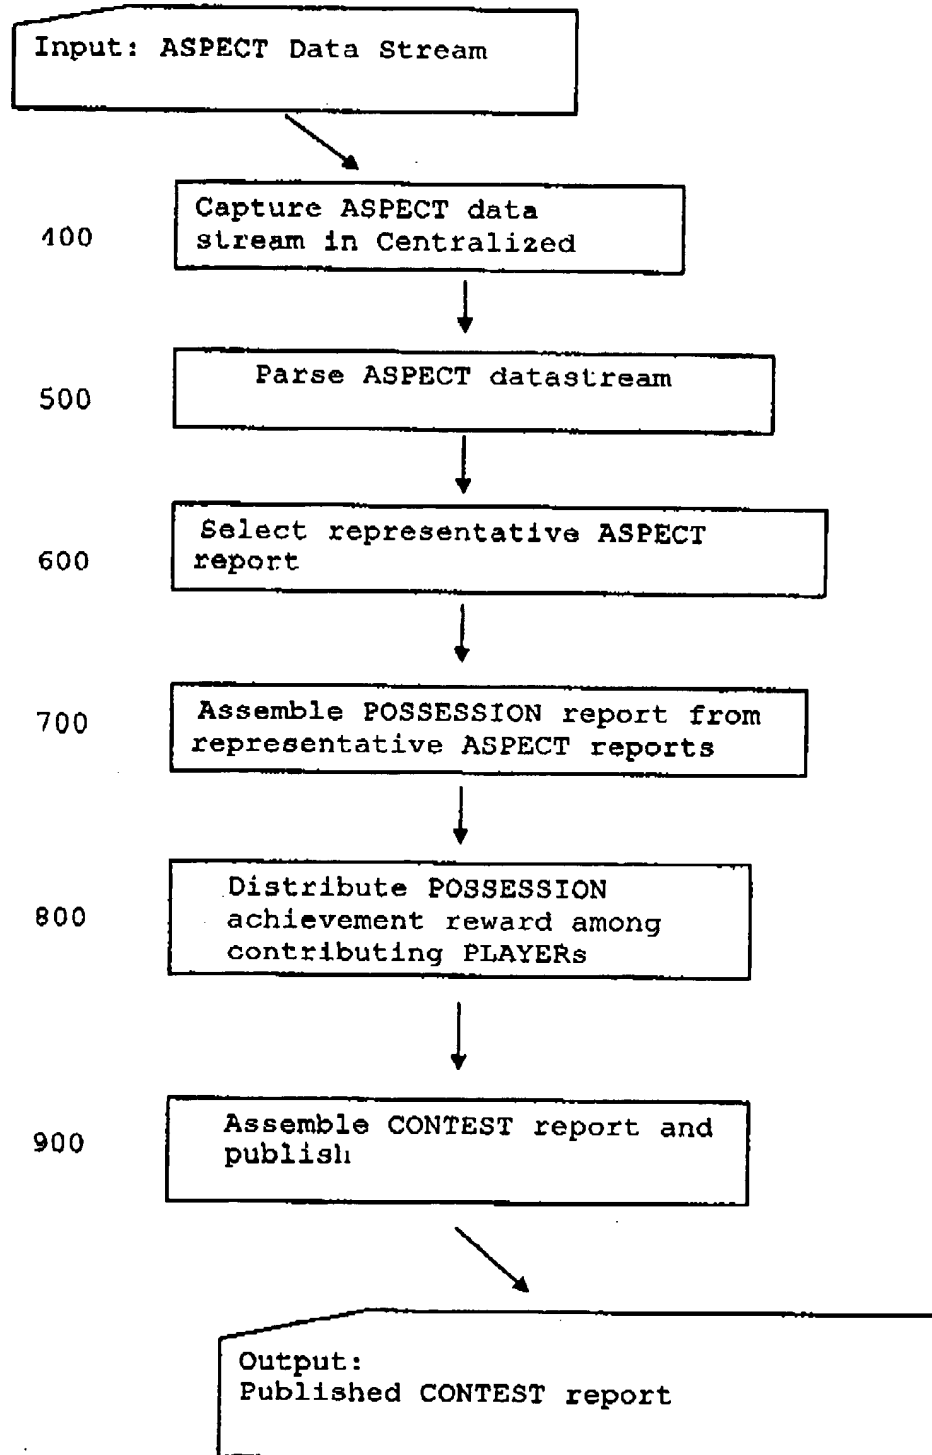 Input: ASPECT Data Stream
Capture ASPECT data
400
stream in Centralized
Parse ASPECT datastream
500
Select representative ASPECT
600
report
Assemble POSSESSION report from
700
representative ASPECT reports
Distribute POSSESSION
800
achievement reward among
contributing PLAYERs
Assemble CONTEST report and
900
publish
Output:
Published CONTEST report